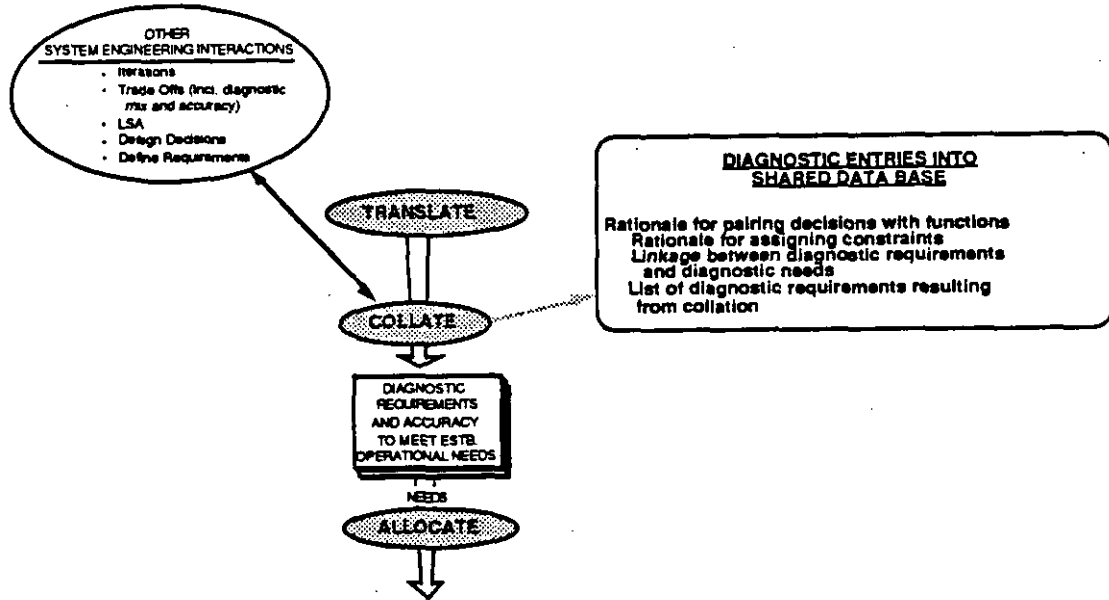 OTHER
SYSTEM ENGINEERING INTERACTIONS
• Iterations
• Trade Offs (incl. diagnostic
mix and accuracy)
• LSA
• Design Decisions
• Define Requirements
DIAGNOSTIC ENTRIES INTO
SHARED DATA BASE
Rationale for pairing decisions with functions
Rationale for assigning constraints
Linkage between diagnostic requirements
and diagnostic needs
List of diagnostic requirements resulting
from collation
TRANSLATE
COLLATE
DIAGNOSTIC
REQUIREMENTS
AND ACCURACY
TO MEET ESTB.
OPERATIONAL NEEDS
NEEDS
ALLOCATE